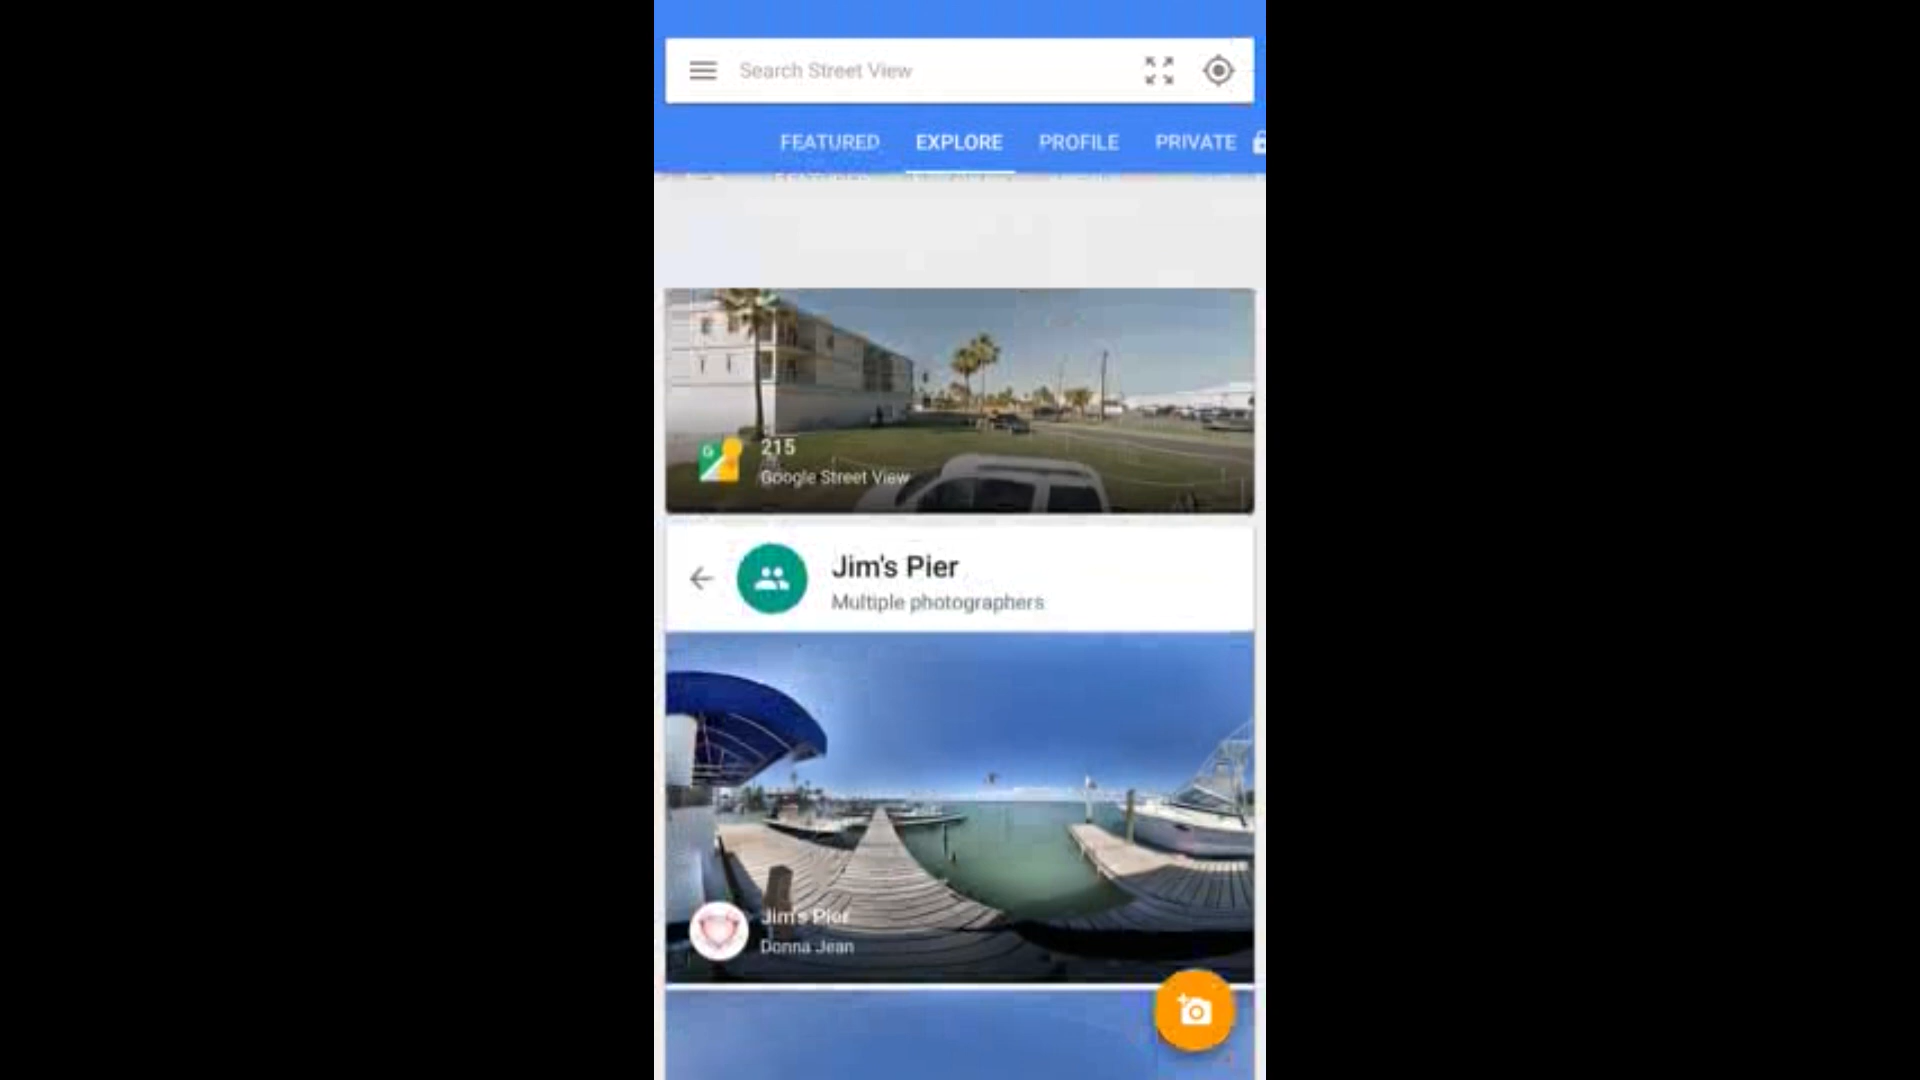 Search Street View
FEATURED EXPLORE PROFILE PRIVATE
215
Google Street View
Jim's Pier
Multiple photographers
Jim's Pier
Donna Jean